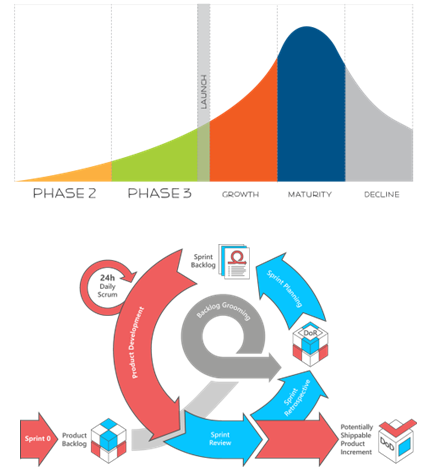 LAUNCH
PHASE 2
PHASE 3
GROWTH
MATURITY
DECLINE
Sprint
Backlog
Sprint Planning
24h
Daily
Scrum
Backlog Grooming
Product Development
DoR
Sprint
Retrospective
Sprint 0
Product
Backlog
Sprint
Review
Potentially
Shippable
Product
Increment
DoD